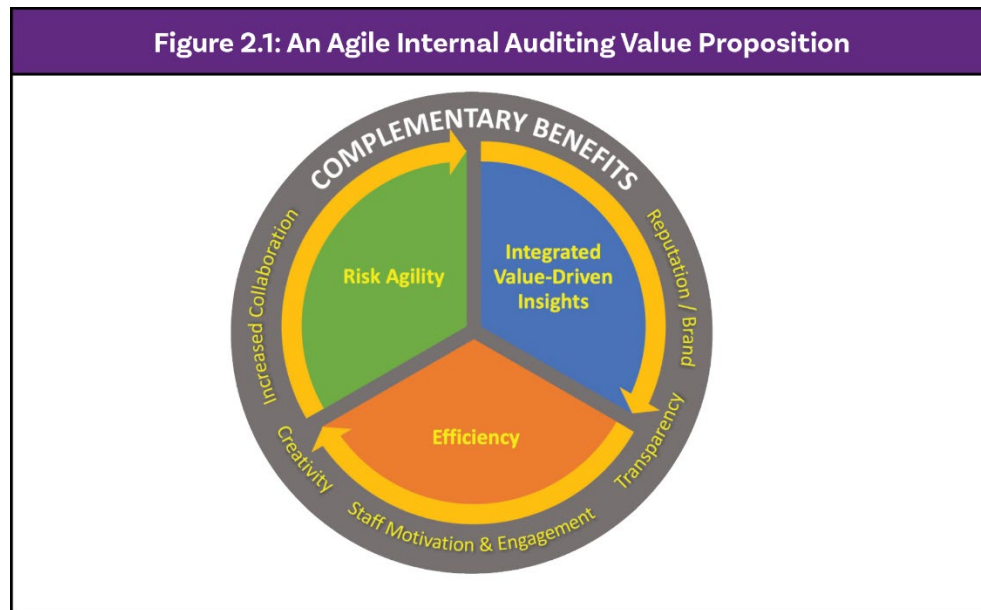 Figure 2.1: An Agile Internal Auditing Value Proposition
COMPLEMENTARY BENEFITS
Risk Agility
Integrated
Value-Driven
Insights
Efficiency
Reputation / Brand
Transparency
Staff Motivation & Engagement
Creativity
Increased Collaboration